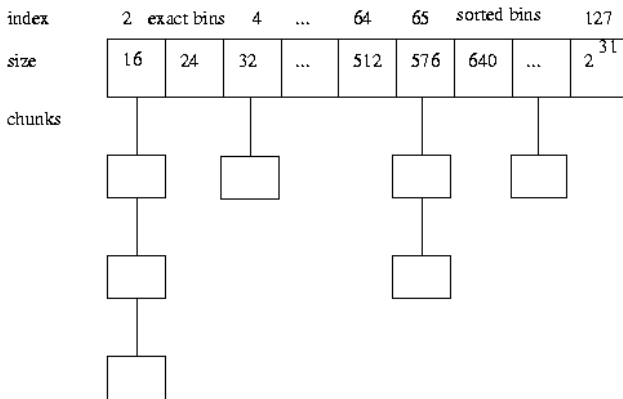 index 2 exact bins 4 ... 64 65 sorted bins 127
size 16 24 32 ... 512 576 640 ... 2^31
chunks